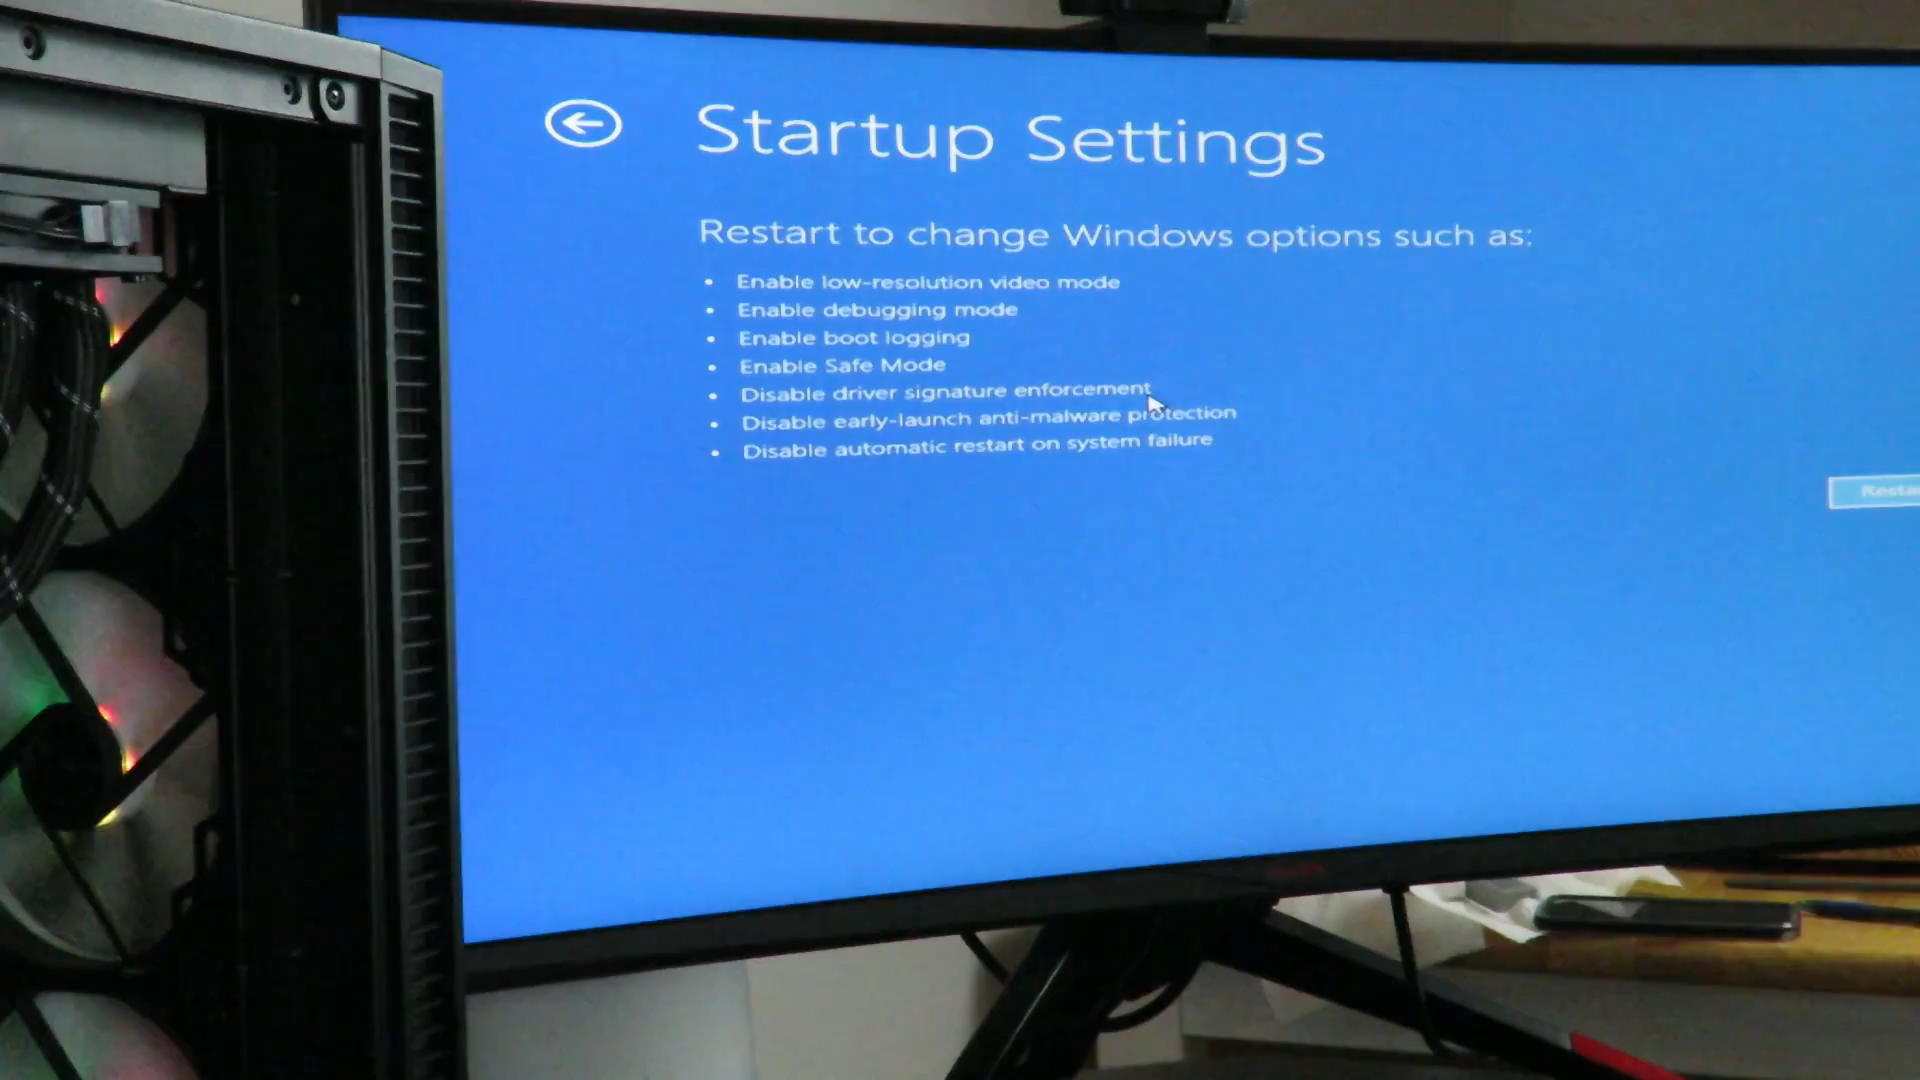 Startup Settings
Restart to change Windows options such as:
• Enable low-resolution video mode
• Enable debugging mode
• Enable boot logging
• Enable Safe Mode
• Disable driver signature enforcement
• Disable early-launch anti-malware protection
• Disable automatic restart on system failure